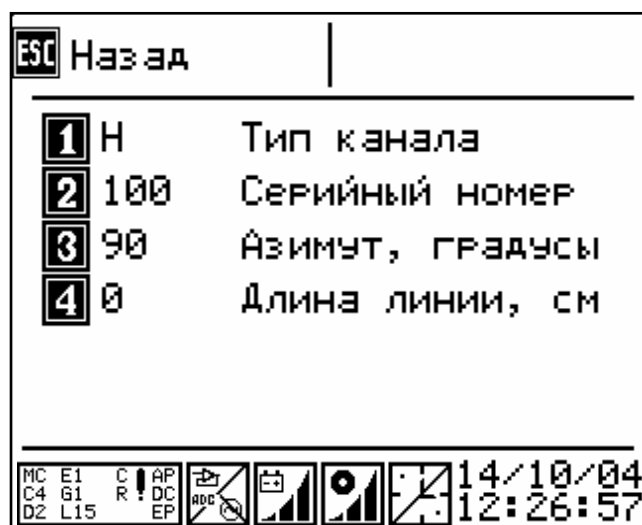 ESC Назад
1 H Тип канала
2 100 Серийный номер
3 90 Азимут, градусы
4 0 Длина линии, см
MC E1 C ! AP
C4 G1 R DC
D2 L15 EP
ADC
14/10/04
12:26:57